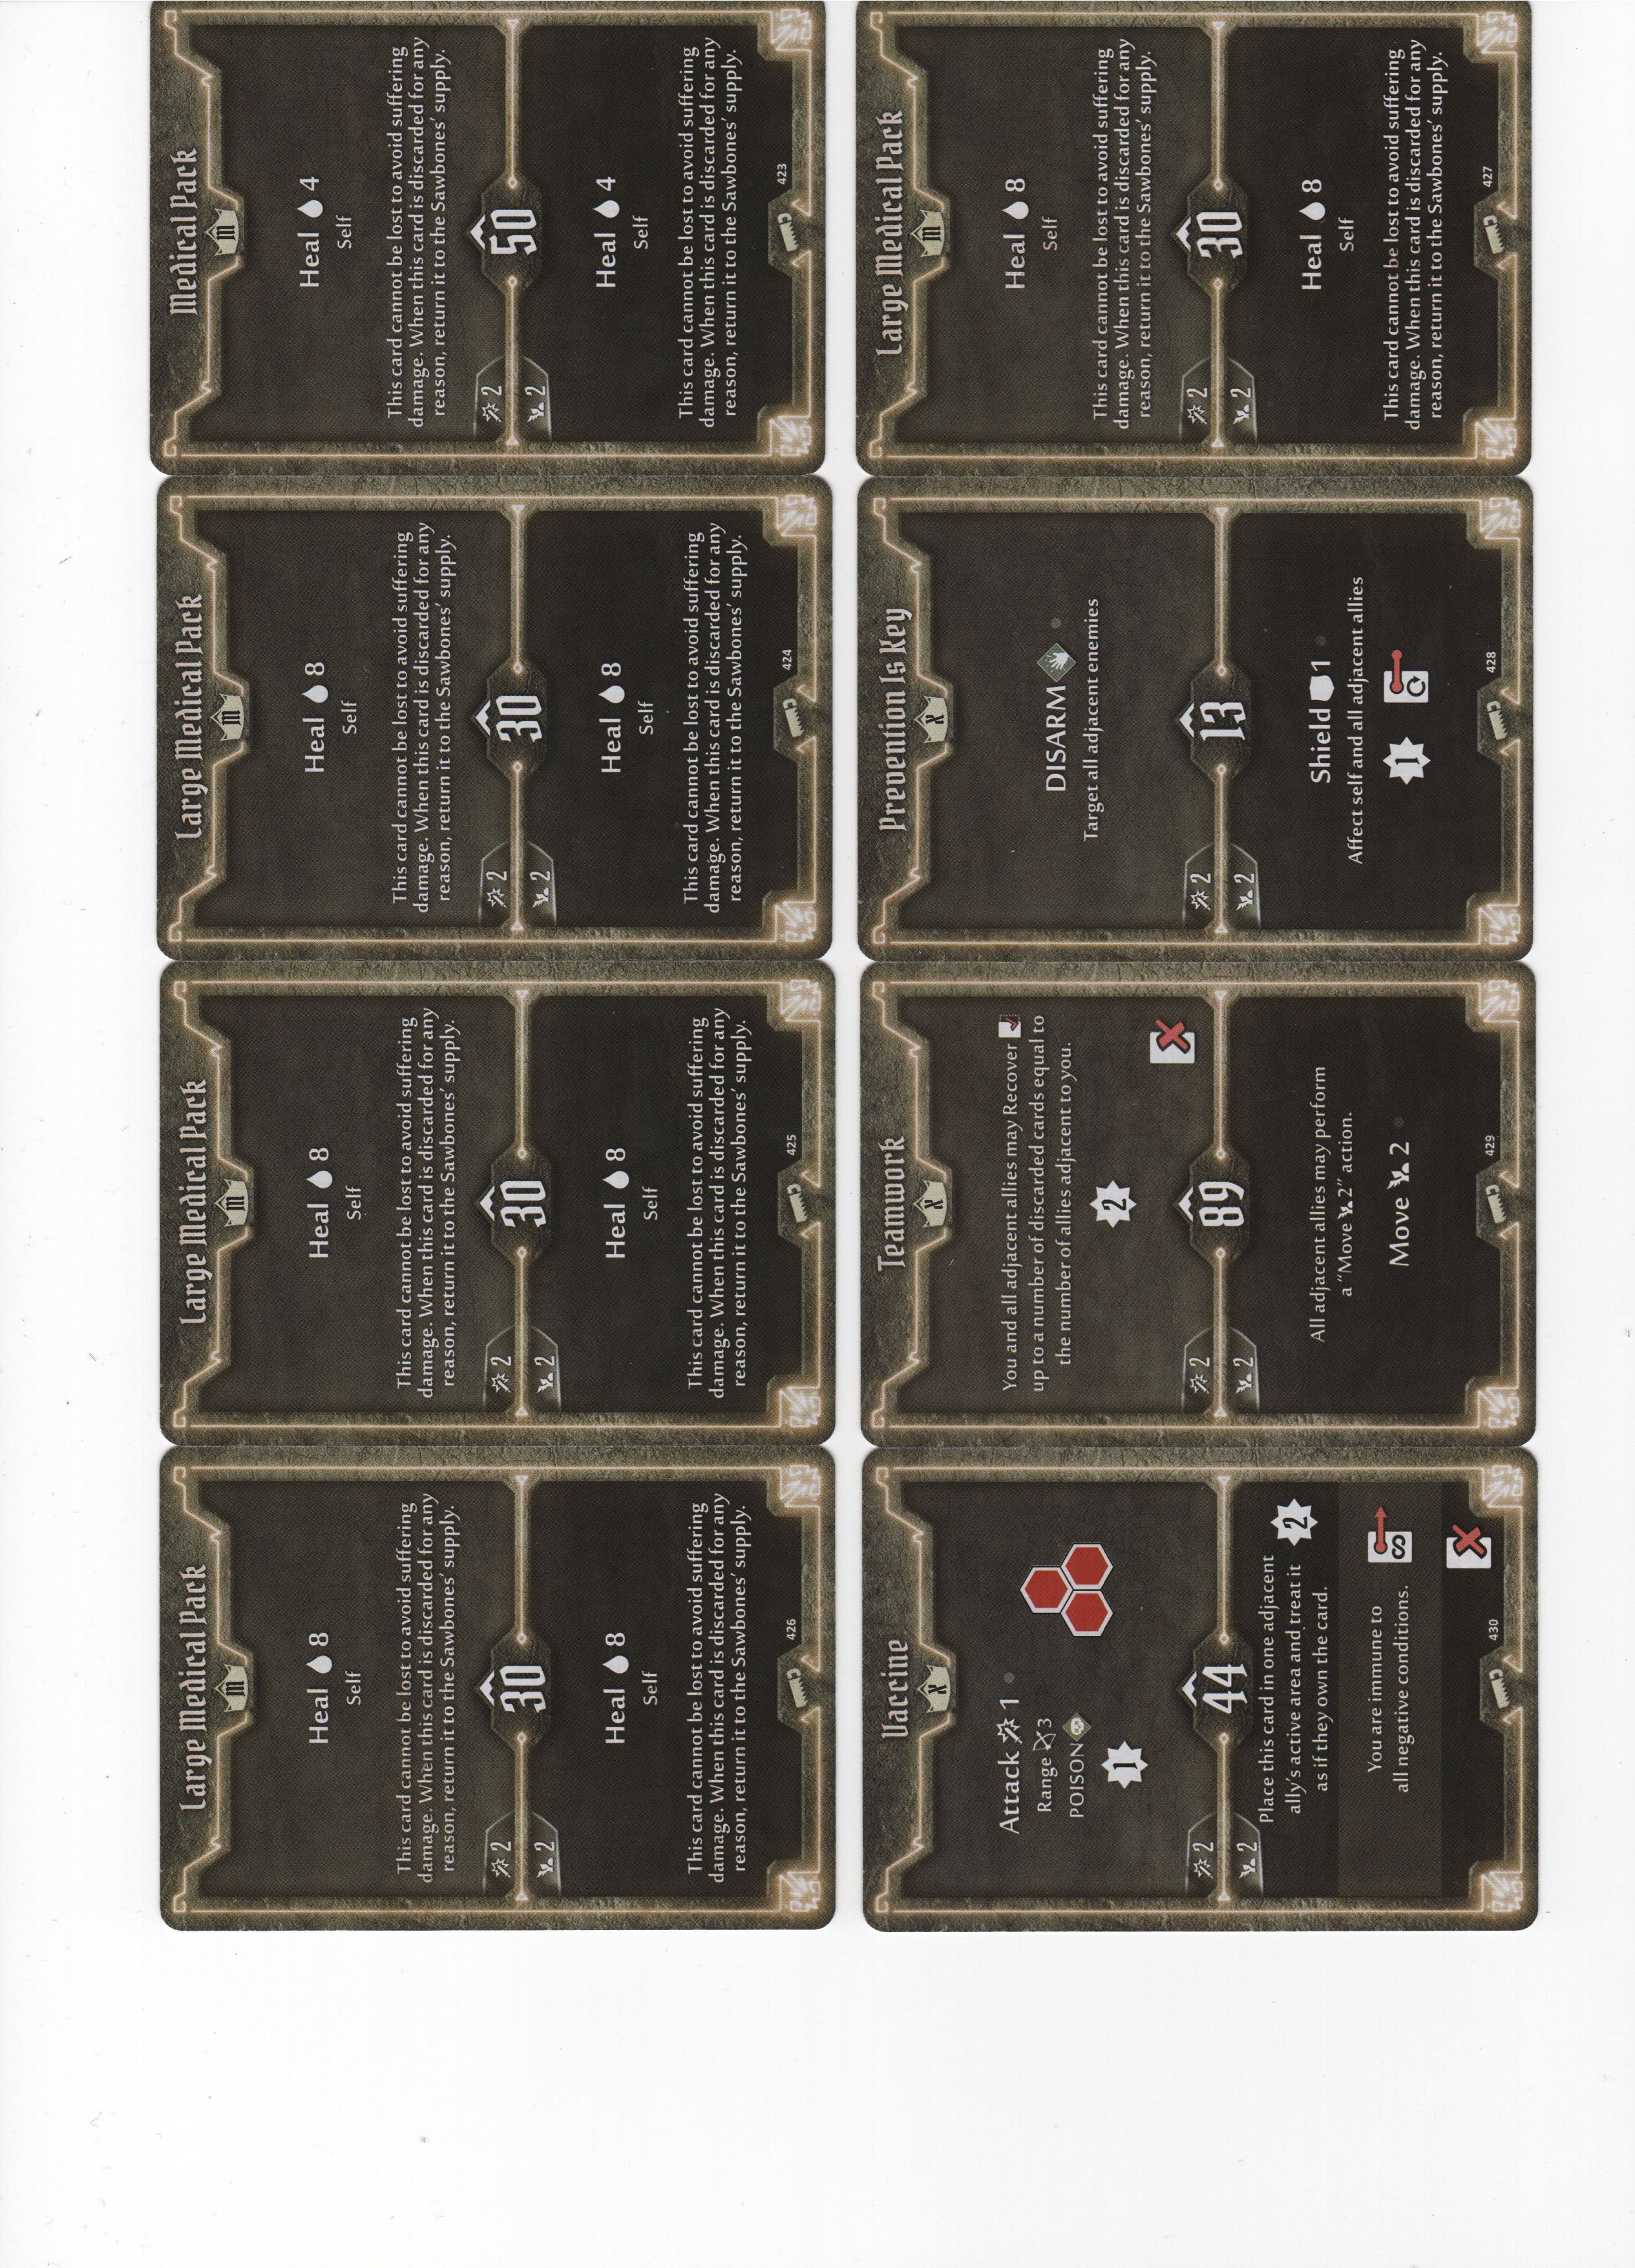 Large Medical Pack
M
Heal 8
Self
This card cannot be lost to avoid suffering
damage. When this card is discarded for any
reason, return it to the Sawbones' supply.
2
30
2
Heal 8
Self
This card cannot be lost to avoid suffering
damage. When this card is discarded for any
reason, return it to the Sawbones' supply.
426
Large Medical Pack
M
Heal 8
Self
This card cannot be lost to avoid suffering
damage. When this card is discarded for any
reason, return it to the Sawbones' supply.
2
30
2
Heal 8
Self
This card cannot be lost to avoid suffering
damage. When this card is discarded for any
reason, return it to the Sawbones' supply.
425
Large Medical Pack
M
Heal 8
Self
This card cannot be lost to avoid suffering
damage. When this card is discarded for any
reason, return it to the Sawbones' supply.
2
30
2
Heal 8
Self
This card cannot be lost to avoid suffering
damage. When this card is discarded for any
reason, return it to the Sawbones' supply.
424
Medical Pack
M
Heal 4
Self
This card cannot be lost to avoid suffering
damage. When this card is discarded for any
reason, return it to the Sawbones' supply.
2
50
2
Heal 4
Self
This card cannot be lost to avoid suffering
damage. When this card is discarded for any
reason, return it to the Sawbones' supply.
423
Vaccine
X
Attack 1
Range 3
POISON
1
2
44
2
Place this card in one adjacent
ally's active area and treat it
as if they own the card.
2
You are immune to
all negative conditions.
430
Teamwork
X
You and all adjacent allies may Recover
up to a number of discarded cards equal to
the number of allies adjacent to you.
2
2
89
2
All adjacent allies may perform
a "Move 2" action.
Move 2
429
Prevention Is Key
X
DISARM
Target all adjacent enemies
2
13
2
Shield 1
Affect self and all adjacent allies
1
428
Large Medical Pack
M
Heal 8
Self
This card cannot be lost to avoid suffering
damage. When this card is discarded for any
reason, return it to the Sawbones' supply.
2
30
2
Heal 8
Self
This card cannot be lost to avoid suffering
damage. When this card is discarded for any
reason, return it to the Sawbones' supply.
427